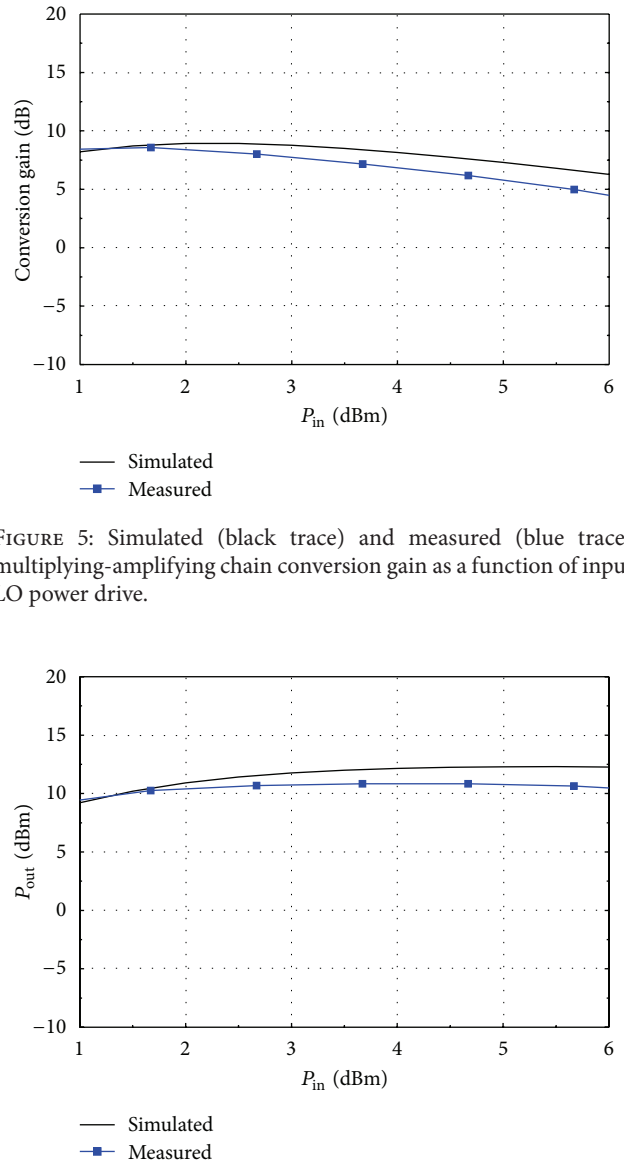 20
15
10
5
0
−5
−10
Conversion gain (dB)
1 2 3 4 5 6
P_in (dBm)
Simulated
Measured
FIGURE 5: Simulated (black trace) and measured (blue trace
multiplying-amplifying chain conversion gain as a function of inpu
LO power drive.
20
15
10
5
0
−5
−10
P_out (dBm)
1 2 3 4 5 6
P_in (dBm)
Simulated
Measured